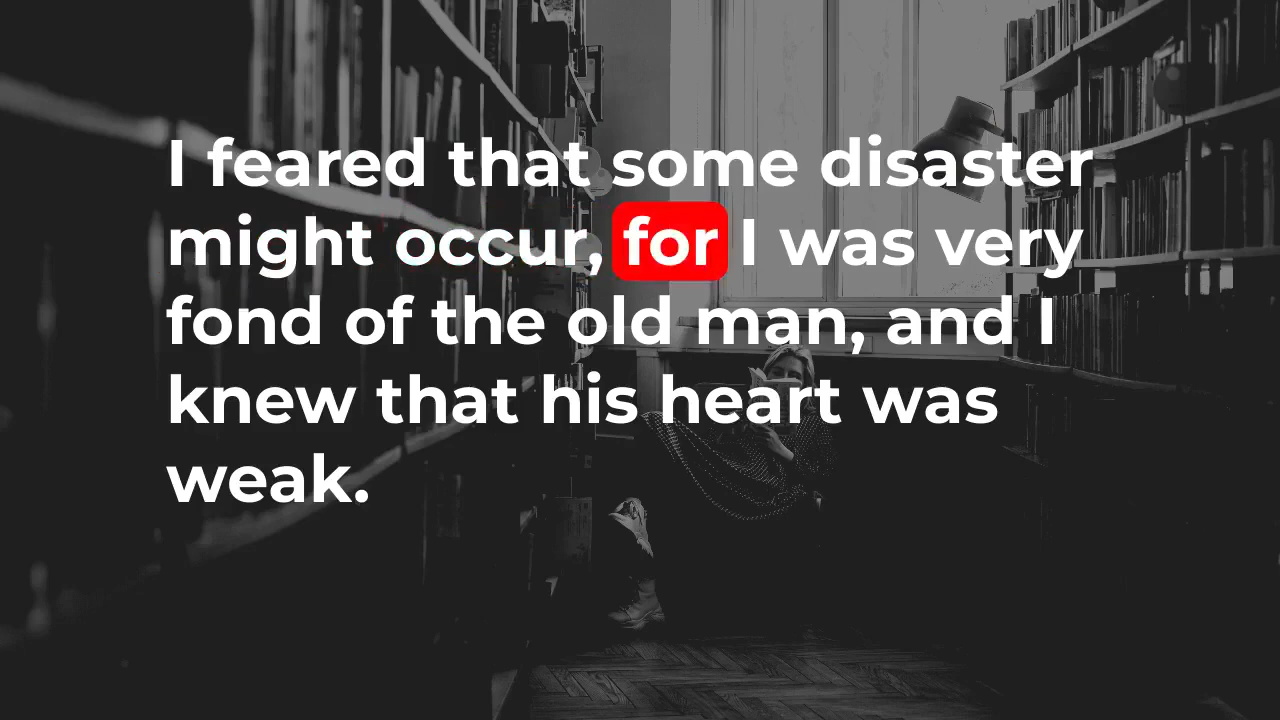 I feared that some disaster
might occur, for I was very
fond of the old man, and I
knew that his heart was
weak.